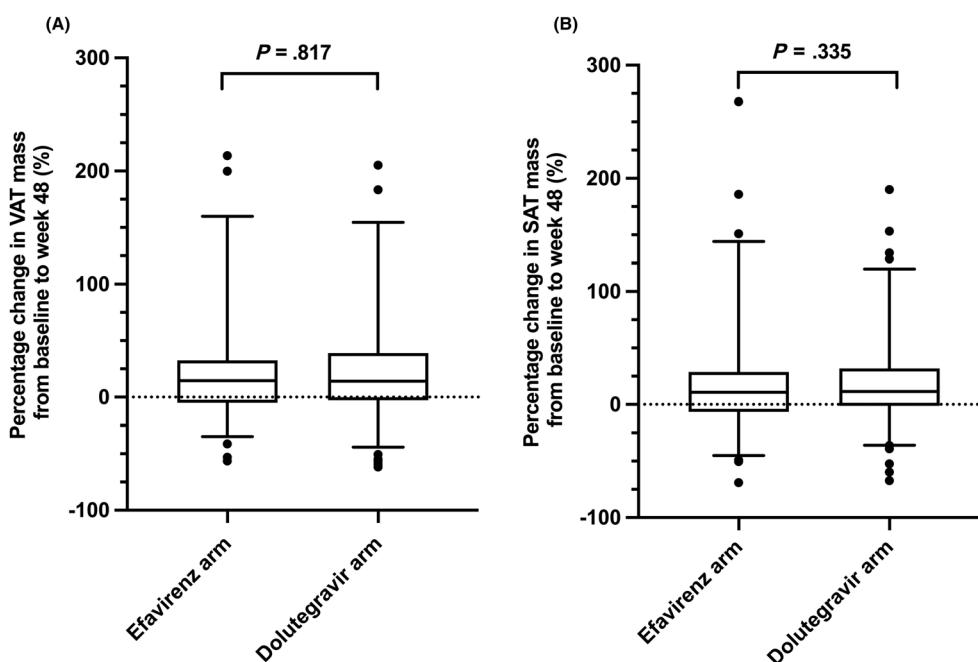 (A)
P = .817
Percentage change in VAT mass
from baseline to week 48 (%)
300
200
100
0
-100
Efavirenz arm
Dolutegravir arm
(B)
P = .335
Percentage change in SAT mass
from baseline to week 48 (%)
300
200
100
0
-100
Efavirenz arm
Dolutegravir arm